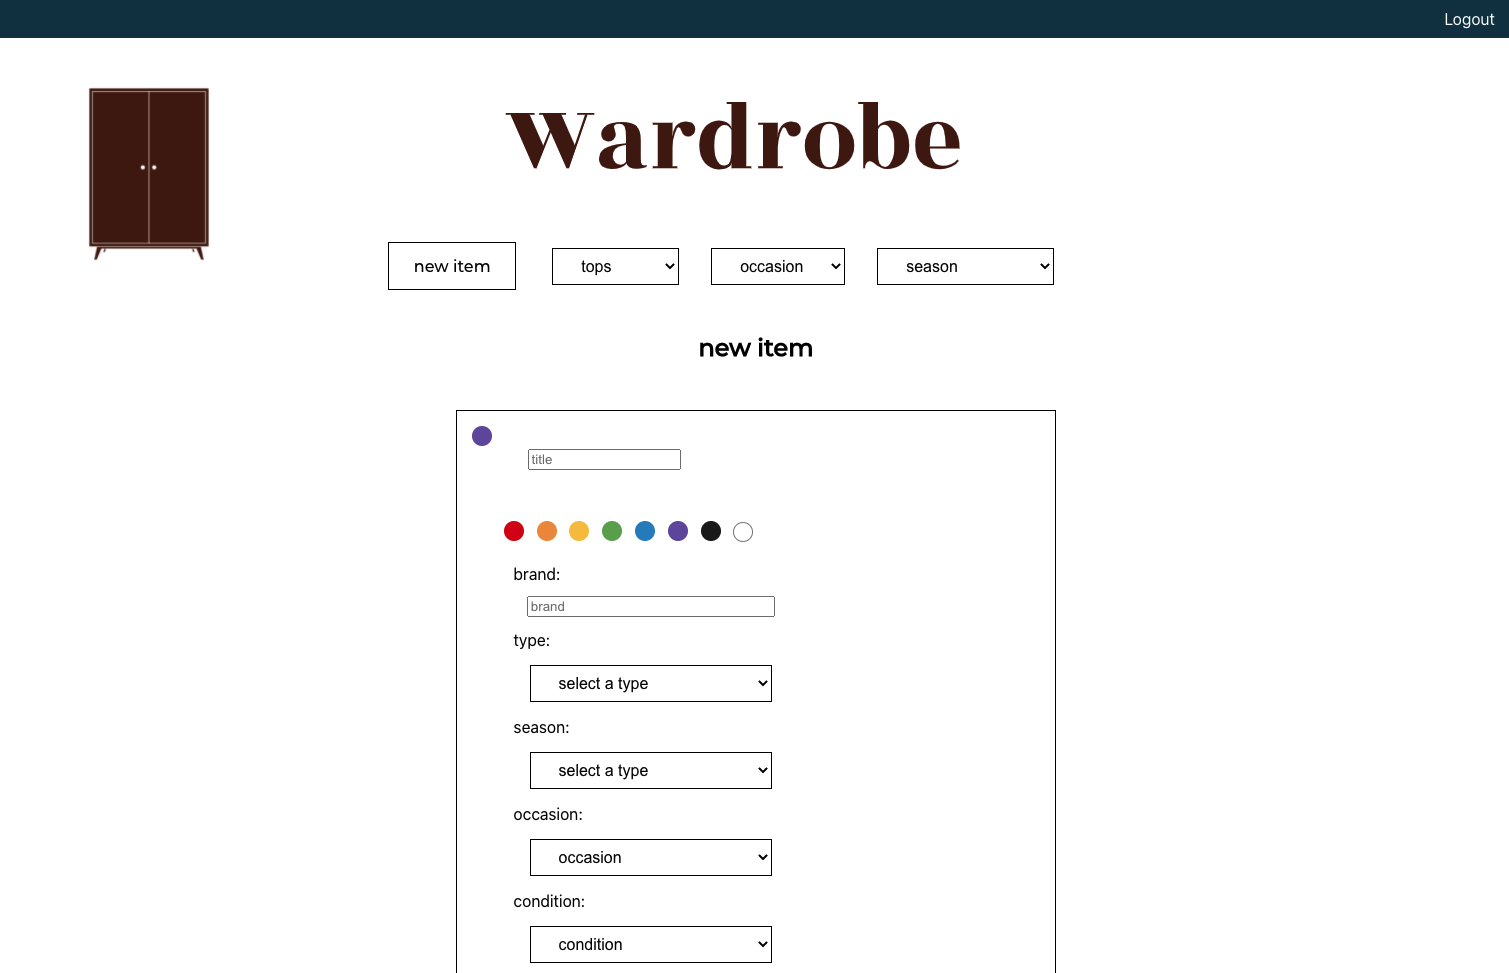 Logout
Wardrobe
new item tops occasion season
new item
title
brand:
brand
type:
select a type
season:
select a type
occasion:
occasion
condition:
condition